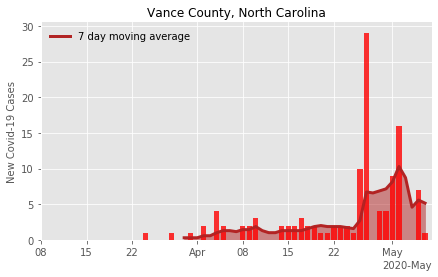 Vance County, North Carolina
7 day moving average
New Covid-19 Cases
30
25
20
15
10
5
0
08 15 22 Apr 08 15 22 May
2020-May